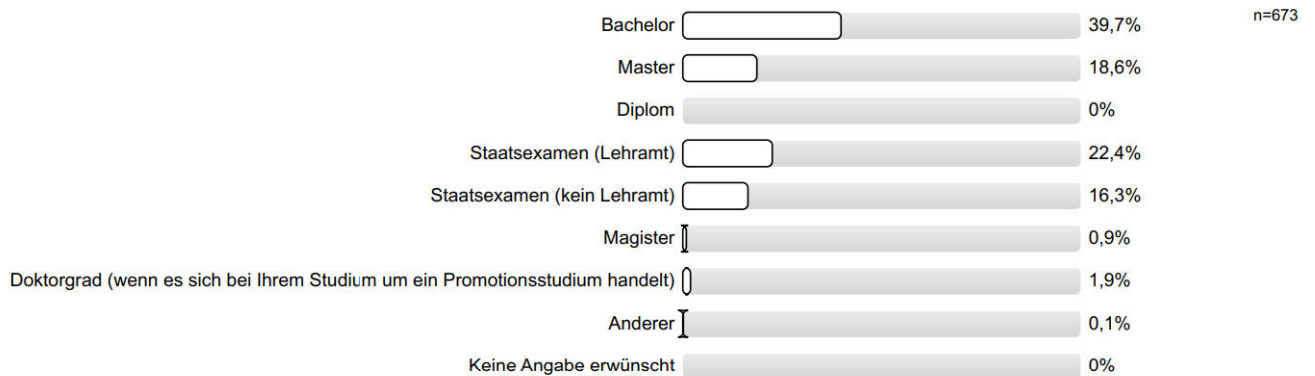 n=673
Bachelor 39,7%
Master 18,6%
Diplom 0%
Staatsexamen (Lehramt) 22,4%
Staatsexamen (kein Lehramt) 16,3%
Magister 0,9%
Doktorgrad (wenn es sich bei Ihrem Studium um ein Promotionsstudium handelt) 1,9%
Anderer 0,1%
Keine Angabe erwünscht 0%